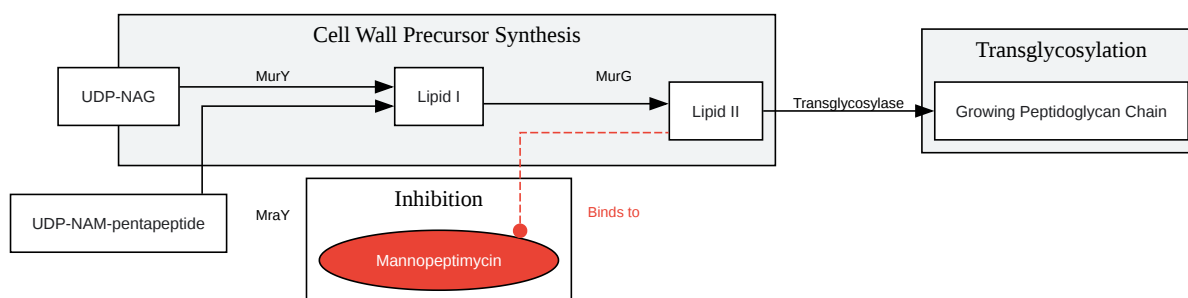 Cell Wall Precursor Synthesis
Transglycosylation
UDP-NAG
MurY
Lipid I
MurG
Lipid II
Transglycosylase
Growing Peptidoglycan Chain
UDP-NAM-pentapeptide
MraY
Inhibition
Binds to
Mannopeptimycin